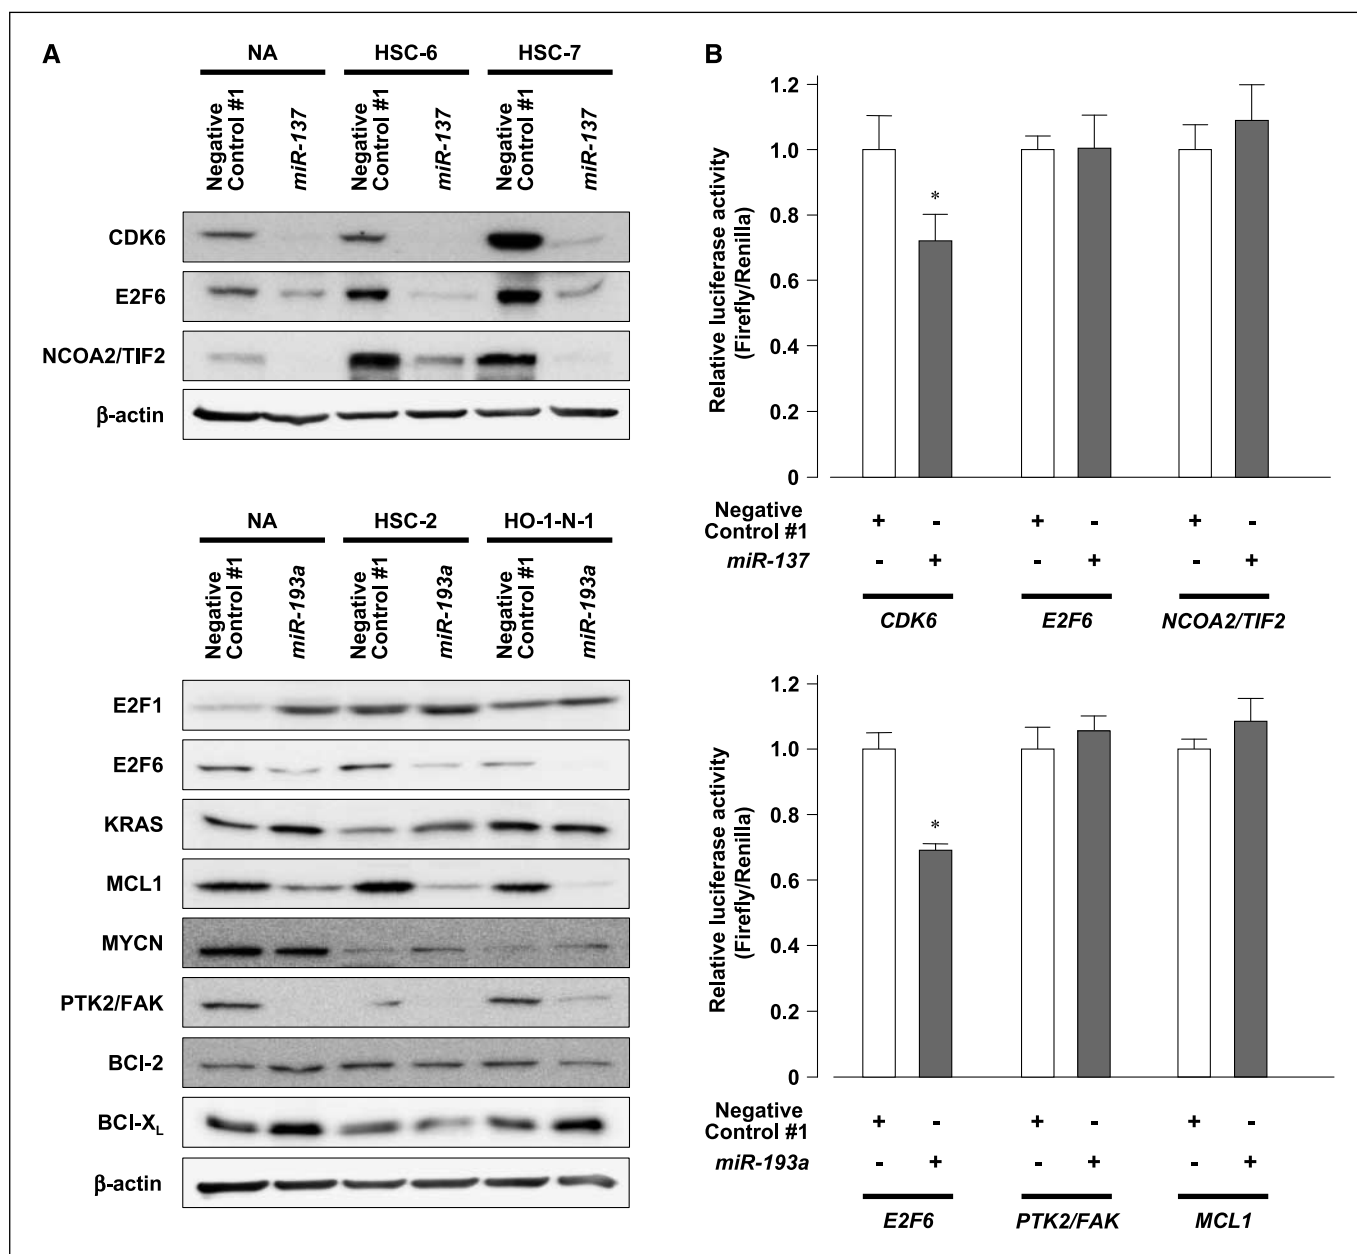 A
NA HSC-6 HSC-7
Negative Control #1 miR-137 Negative Control #1 miR-137 Negative Control #1 miR-137
CDK6
E2F6
NCOA2/TIF2
β-actin
NA HSC-2 HO-1-N-1
Negative Control #1 miR-193a Negative Control #1 miR-193a Negative Control #1 miR-193a
E2F1
E2F6
KRAS
MCL1
MYCN
PTK2/FAK
BCl-2
BCl-XL
β-actin
B
Relative luciferase activity
(Firefly/Renilla)
1.2
1.0
0.8
0.6
0.4
0.2
0
*
Negative
Control #1 + - + - + -
miR-137 - + - + - +
CDK6 E2F6 NCOA2/TIF2
Relative luciferase activity
(Firefly/Renilla)
1.2
1.0
0.8
0.6
0.4
0.2
0
*
Negative
Control #1 + - + - + -
miR-193a - + - + - +
E2F6 PTK2/FAK MCL1